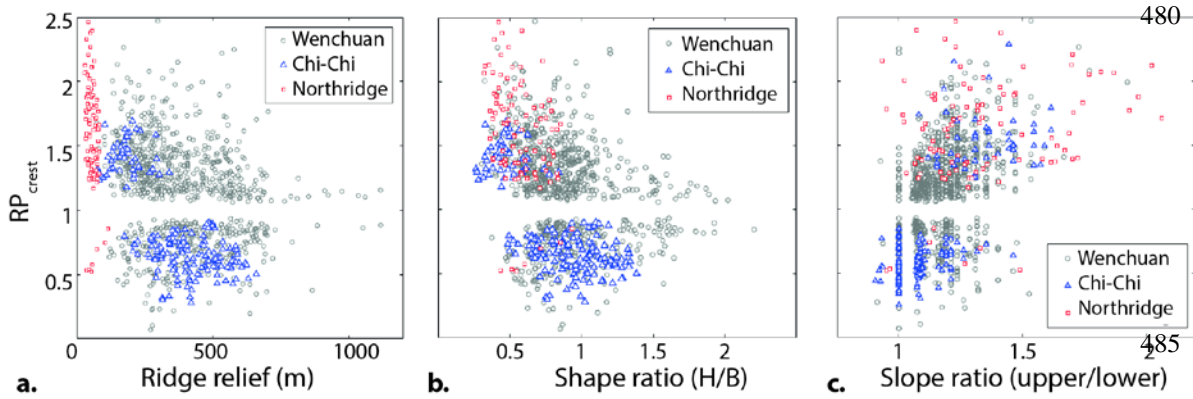 480
2.5
2
1.5
1
0.5
RP crest
Wenchuan
Chi-Chi
Northridge
0 500 1000
a. Ridge relief (m)
Wenchuan
Chi-Chi
Northridge
0.5 1 1.5 2
b. Shape ratio (H/B)
Wenchuan
Chi-Chi
Northridge
1 1.5 2
485
c. Slope ratio (upper/lower)